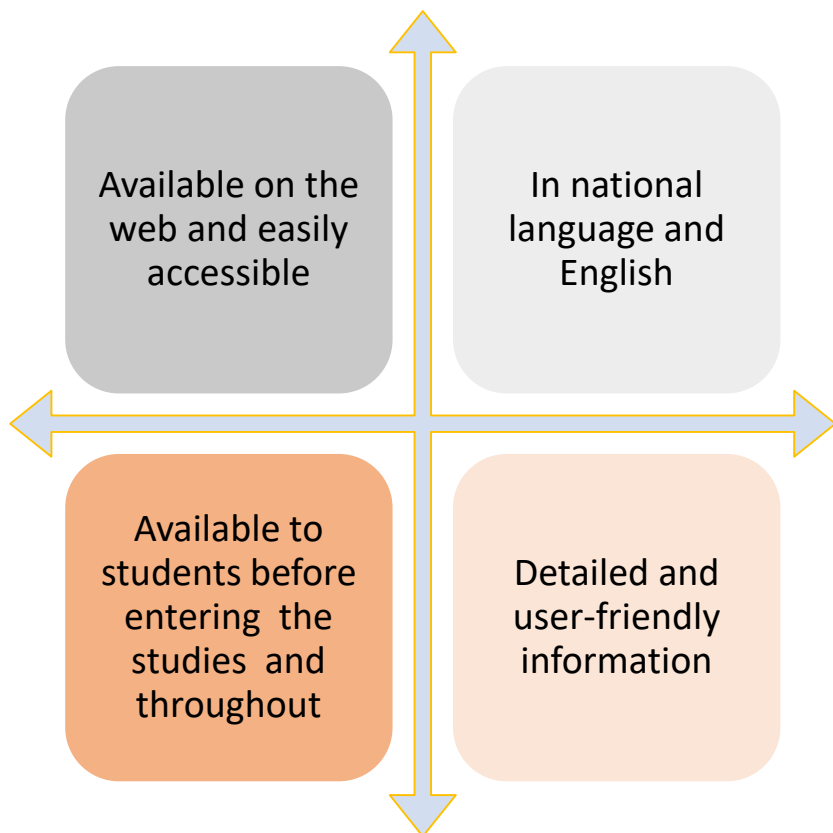 Available on the
web and easily
accessible
In national
language and
English
Available to
students before
entering  the
studies  and
throughout
Detailed and
user-friendly
information